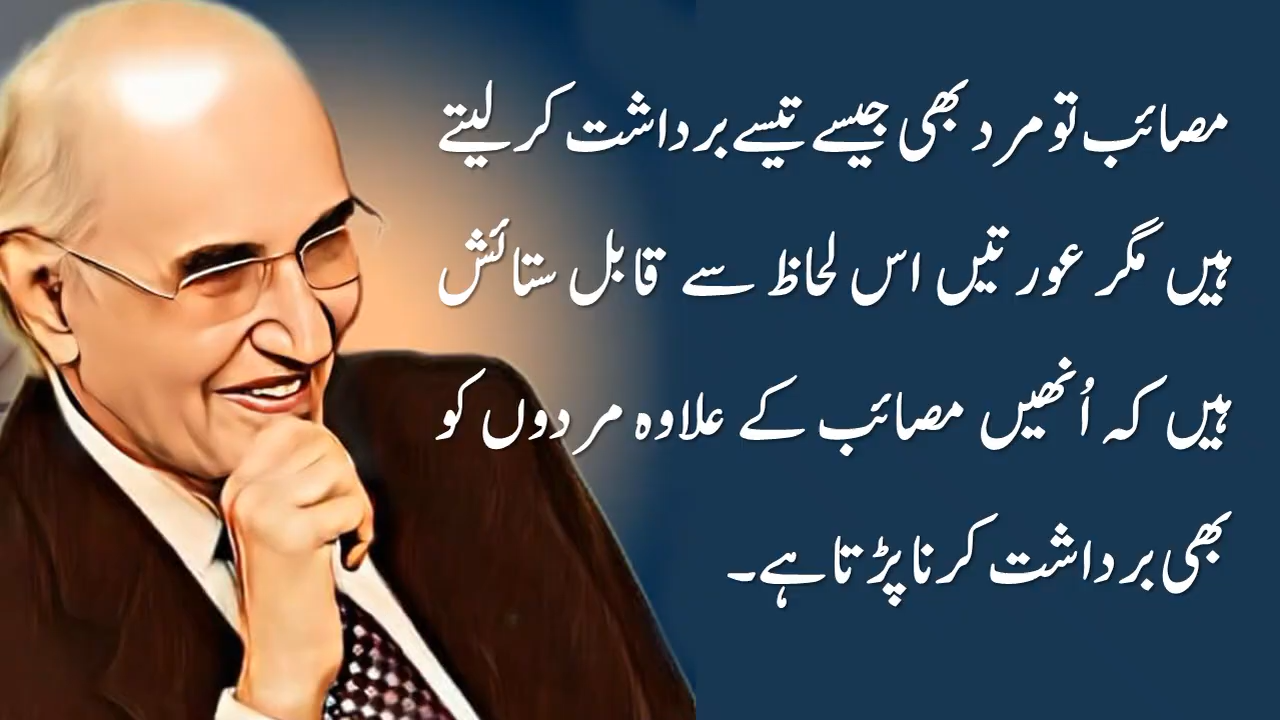 مصائب تو مرد بھی جیسے تیسے برداشت کر لیتے
ہیں مگر عورتیں اس لحاظ سے قابل ستائش
ہیں کہ اُنھیں مصائب کے علاوہ مردوں کو
بھی برداشت کرنا پڑتا ہے۔